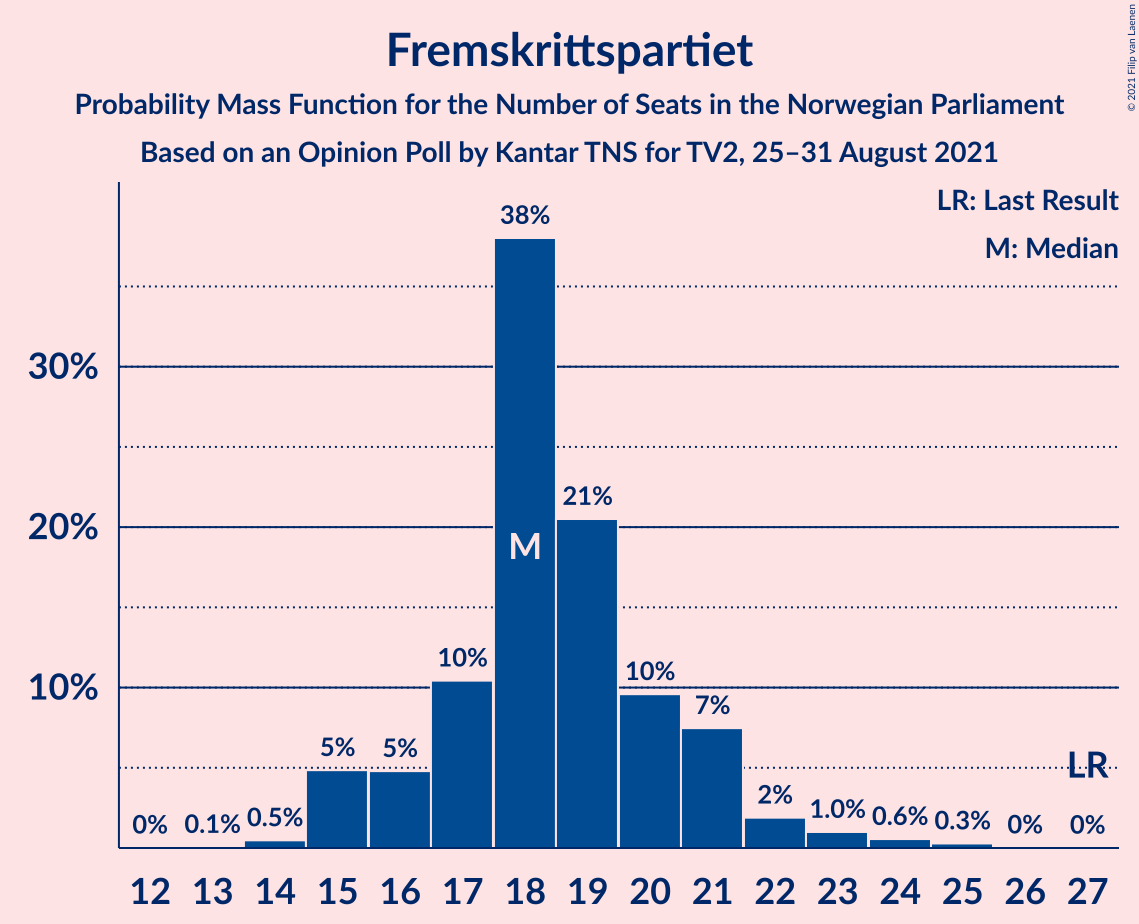 Fremskrittspartiet
Probability Mass Function for the Number of Seats in the Norwegian Parliament
Based on an Opinion Poll by Kantar TNS for TV2, 25–31 August 2021
© 2021 Filip van Laenen
LR: Last Result
M: Median
30%
20%
10%
0% 0.1% 0.5% 5% 5% 10% 38% 21% 10% 7% 2% 1.0% 0.6% 0.3% 0% 0%
M
LR
12 13 14 15 16 17 18 19 20 21 22 23 24 25 26 27